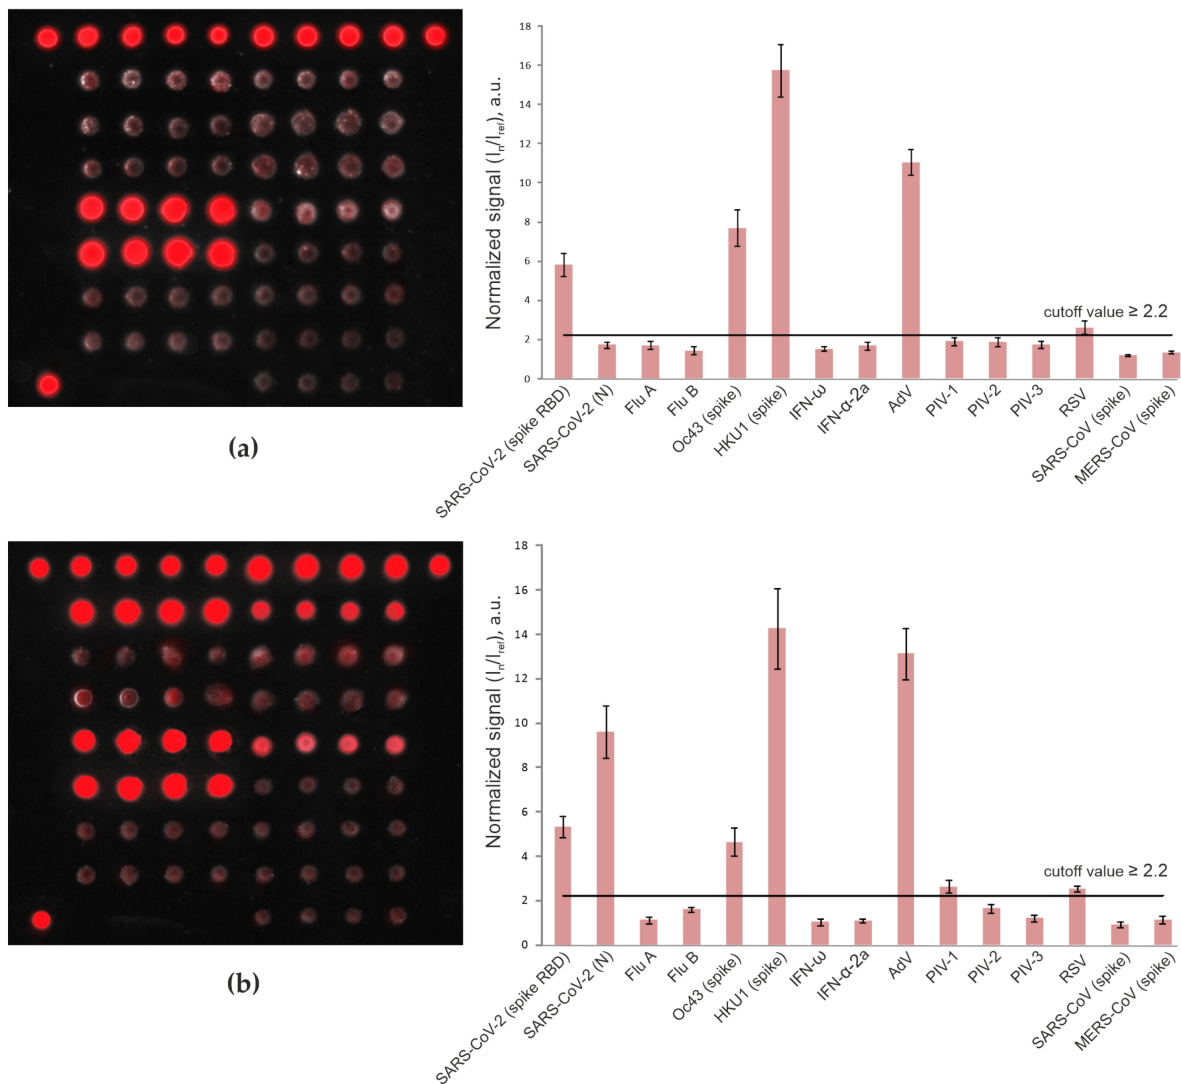 18
16
14
12
10
8
6
4
2
0
Normalized signal (Iₙ/I_ref), a.u.
cutoff value ≥ 2.2
SARS-CoV-2 (spike RBD)
SARS-CoV-2 (N)
Flu A
Flu B
Oc43 (spike)
HKU1 (spike)
IFN-ω
IFN-α-2a
AdV
PIV-1
PIV-2
PIV-3
RSV
SARS-CoV (spike)
MERS-CoV (spike)
(a)
18
16
14
12
10
8
6
4
2
0
Normalized signal (Iₙ/I_ref), a.u.
cutoff value ≥ 2.2
SARS-CoV-2 (spike RBD)
SARS-CoV-2 (N)
Flu A
Flu B
Oc43 (spike)
HKU1 (spike)
IFN-ω
IFN-α-2a
AdV
PIV-1
PIV-2
PIV-3
RSV
SARS-CoV (spike)
MERS-CoV (spike)
(b)